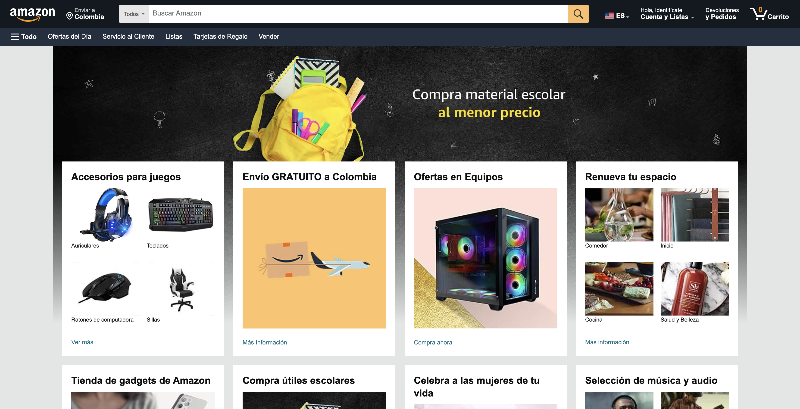 amazon
Enviar a
Colombia
Todos
Buscar Amazon
ES
Hola, Identifícate
Cuenta y Listas
Devoluciones
y Pedidos
0
Carrito
Todo
Ofertas del Día
Servicio al Cliente
Listas
Tarjetas de Regalo
Vender
Compra material escolar
al menor precio
Accesorios para juegos
Auriculares
Teclados
Ratones de computadora
Sillas
Ver más
Envío GRATUITO a Colombia
Más información
Ofertas en Equipos
Compra ahora
Renueva tu espacio
Comedor
Inicio
Cocina
Salud y Belleza
Más información
Tienda de gadgets de Amazon
Compra útiles escolares
Celebra a las mujeres de tu
vida
Selección de música y audio